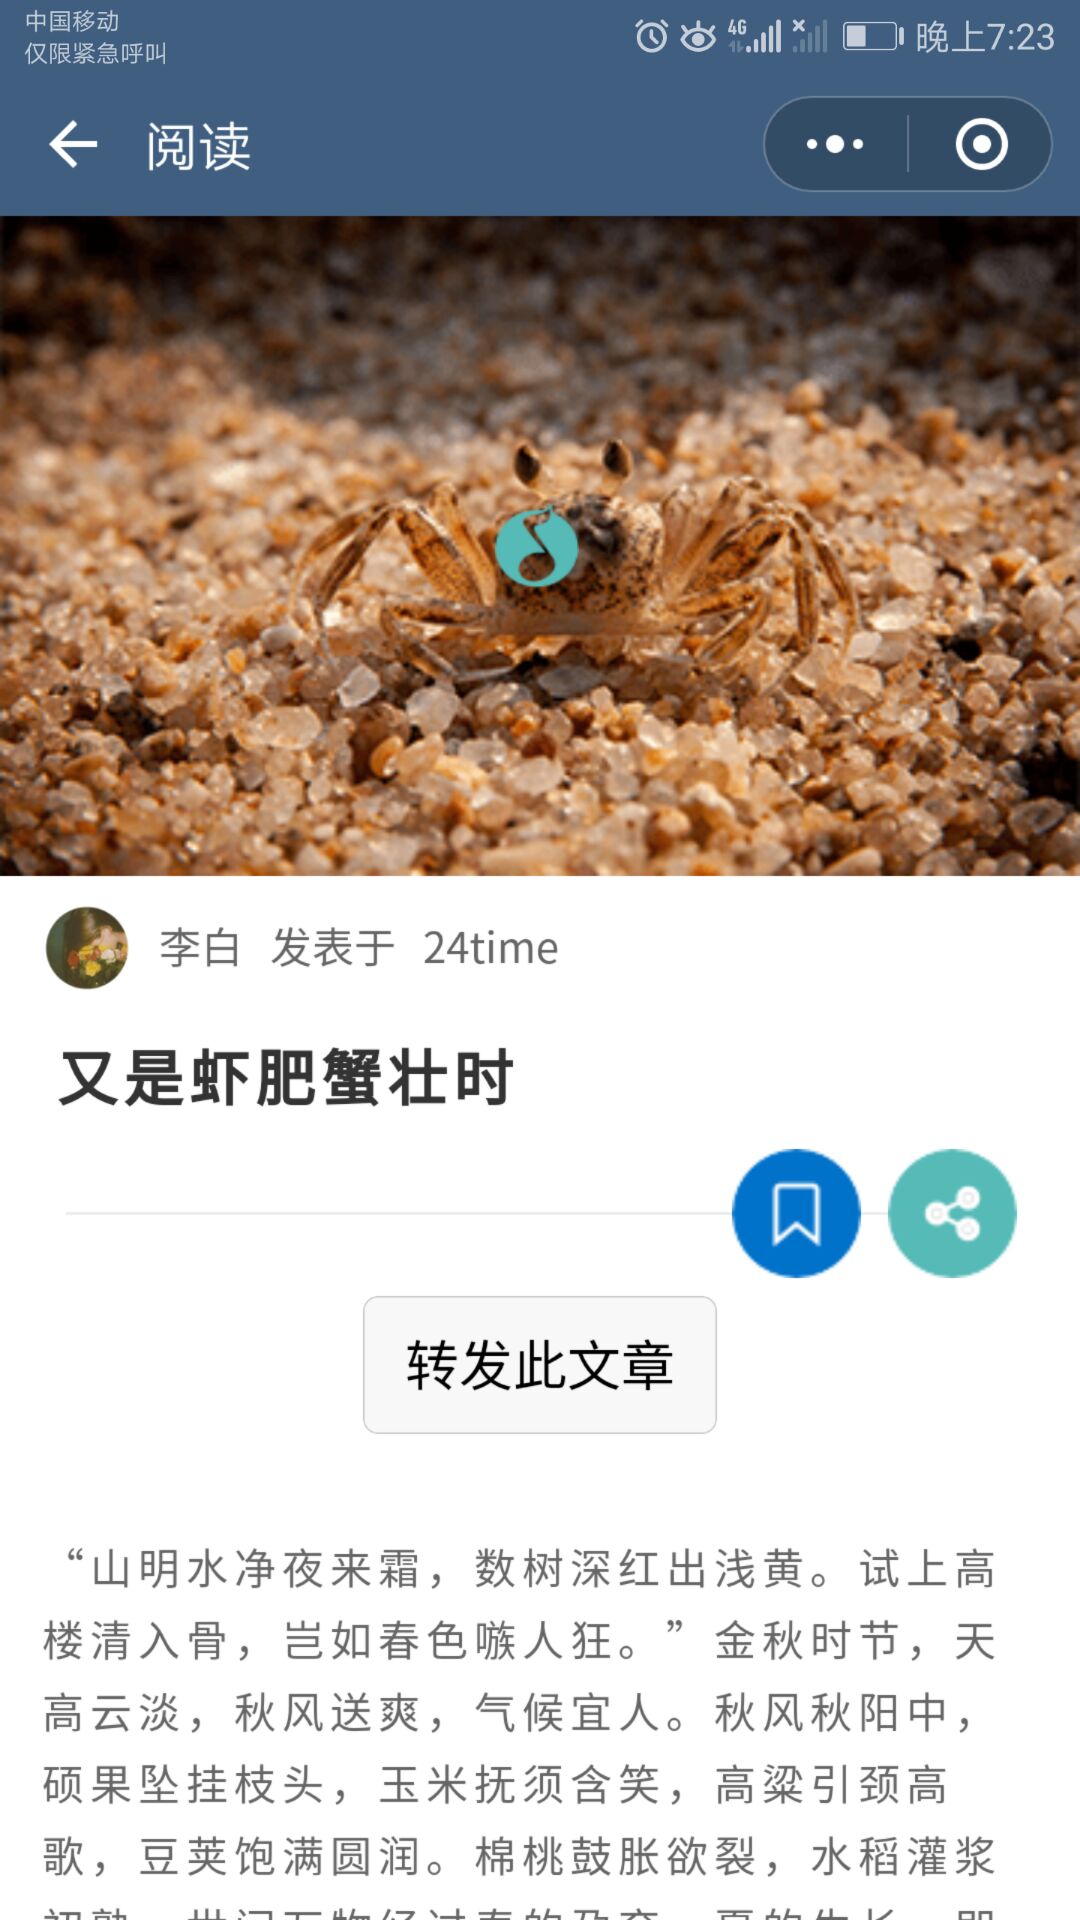 中国移动
仅限紧急呼叫
4G
晚上7:23
阅读
李白 发表于 24time
又是虾肥蟹壮时
转发此文章
“山明水净夜来霜，数树深红出浅黄。试上高
楼清入骨，岂如春色嗾人狂。”金秋时节，天
高云淡，秋风送爽，气候宜人。秋风秋阳中，
硕果坠挂枝头，玉米抚须含笑，高粱引颈高
歌，豆荚饱满圆润。棉桃鼓胀欲裂，水稻灌浆